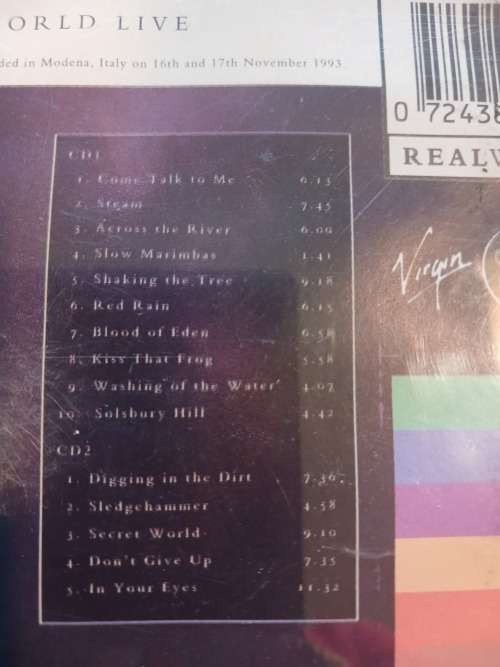 ORLD LIVE
ded in Modena, Italy on 16th and 17th November 1993
0 72438
REALW
Virgin
CD1
1. Come Talk to Me 6.13
2. Steam 7.45
3. Across the River 6.00
4. Slow Marimbas 1.41
5. Shaking the Tree 9.18
6. Red Rain 6.15
7. Blood of Eden 6.58
8. Kiss That Frog 5.58
9. Washing of the Water 4.07
10. Solsbury Hill 4.42
CD2
1. Digging in the Dirt 7.36
2. Sledgehammer 4.58
3. Secret World 9.10
4. Don't Give Up 7.35
5. In Your Eyes 11.32